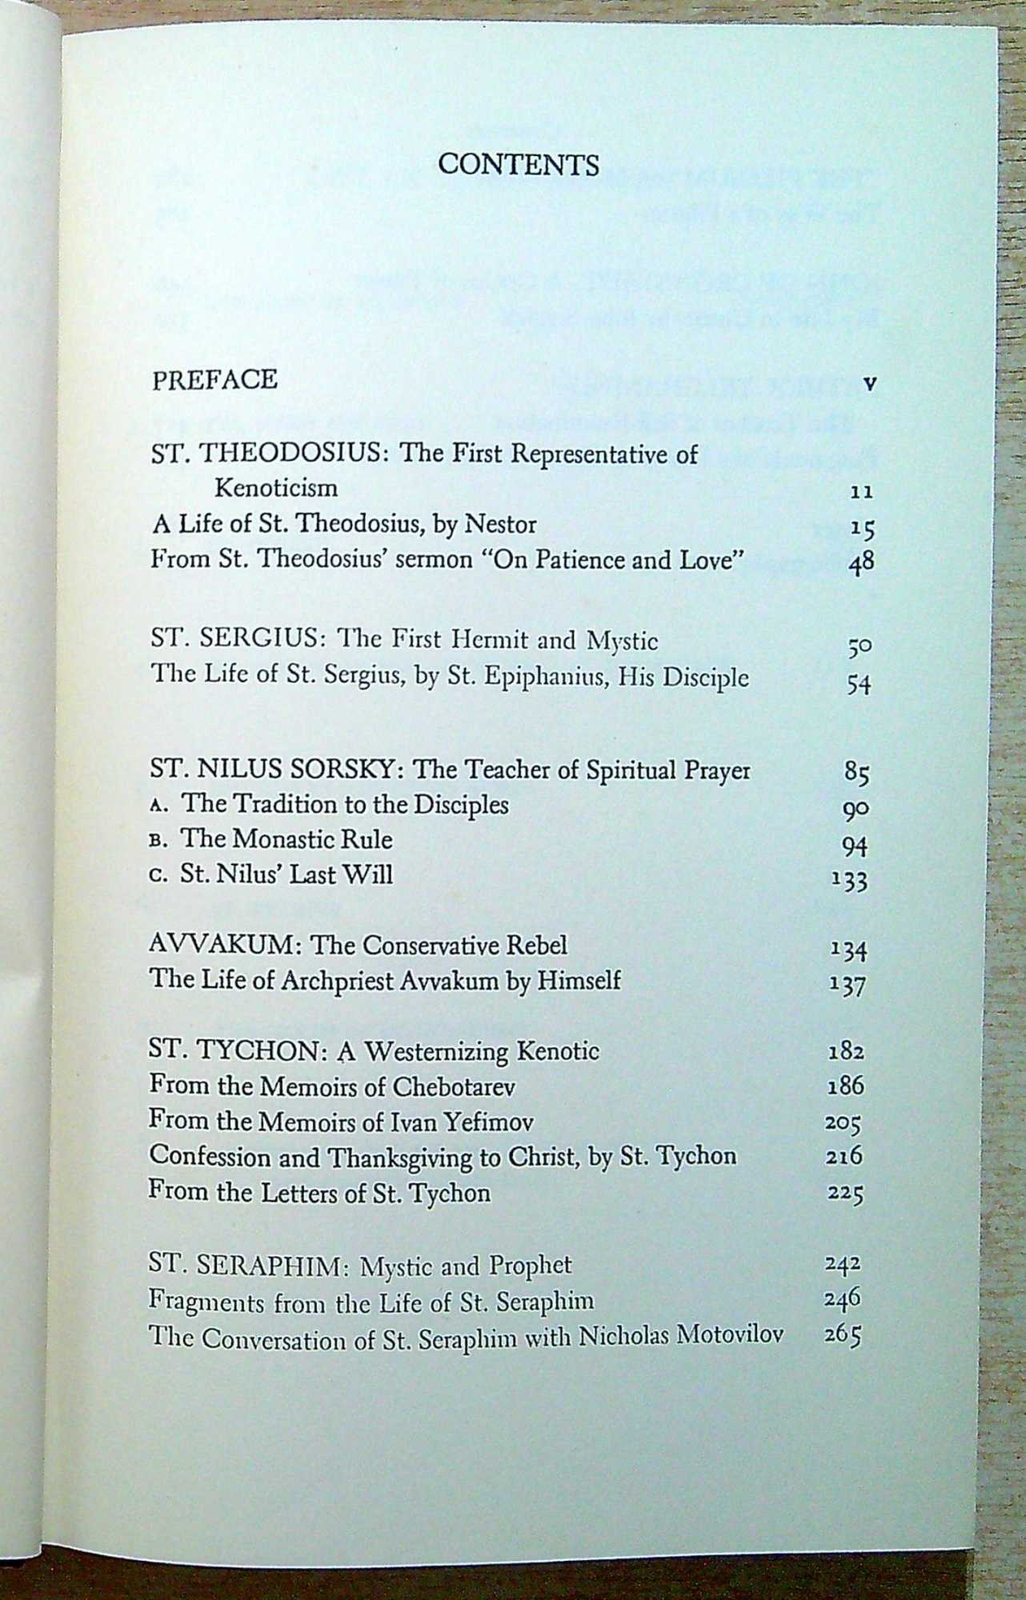 CONTENTS
PREFACE v
ST. THEODOSIUS: The First Representative of
Kenoticism 11
A Life of St. Theodosius, by Nestor 15
From St. Theodosius’ sermon “On Patience and Love” 48
ST. SERGIUS: The First Hermit and Mystic 50
The Life of St. Sergius, by St. Epiphanius, His Disciple 54
ST. NILUS SORSKY: The Teacher of Spiritual Prayer 85
A. The Tradition to the Disciples 90
B. The Monastic Rule 94
C. St. Nilus’ Last Will 133
AVVAKUM: The Conservative Rebel 134
The Life of Archpriest Avvakum by Himself 137
ST. TYCHON: A Westernizing Kenotic 182
From the Memoirs of Chebotarev 186
From the Memoirs of Ivan Yefimov 205
Confession and Thanksgiving to Christ, by St. Tychon 216
From the Letters of St. Tychon 225
ST. SERAPHIM: Mystic and Prophet 242
Fragments from the Life of St. Seraphim 246
The Conversation of St. Seraphim with Nicholas Motovilov 265